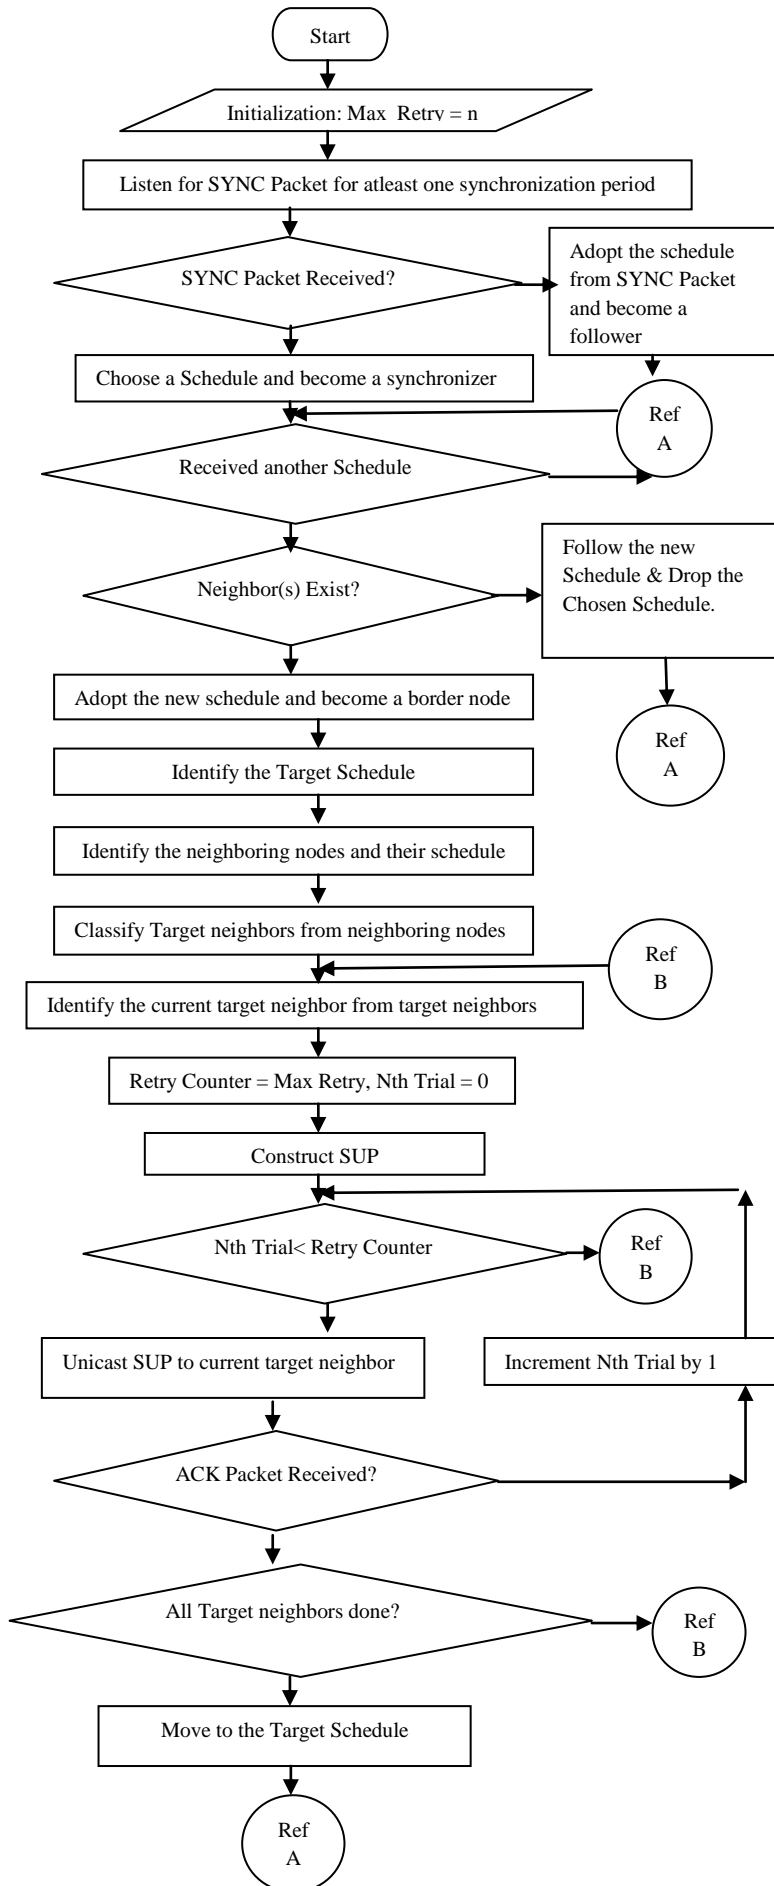 Start
Initialization: Max_Retry = n
Listen for SYNC Packet for atleast one synchronization period
SYNC Packet Received?
Adopt the schedule
from SYNC Packet
and become a
follower
Choose a Schedule and become a synchronizer
Ref
A
Received another Schedule
Neighbor(s) Exist?
Follow the new
Schedule & Drop the
Chosen Schedule.
Adopt the new schedule and become a border node
Ref
A
Identify the Target Schedule
Identify the neighboring nodes and their schedule
Classify Target neighbors from neighboring nodes
Ref
B
Identify the current target neighbor from target neighbors
Retry Counter = Max Retry, Nth Trial = 0
Construct SUP
Nth Trial< Retry Counter
Ref
B
Unicast SUP to current target neighbor
Increment Nth Trial by 1
ACK Packet Received?
All Target neighbors done?
Ref
B
Move to the Target Schedule
Ref
A